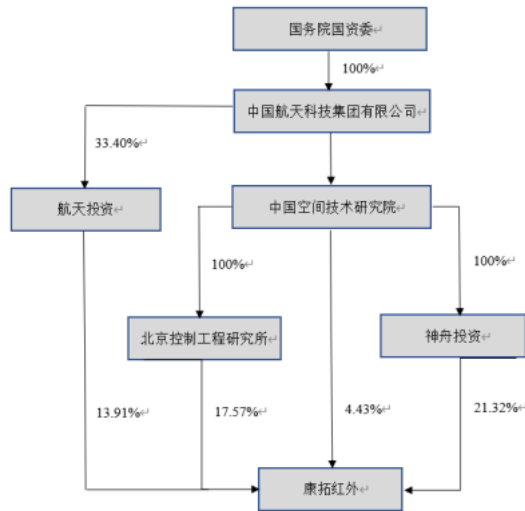 国务院国资委
100%
中国航天科技集团有限公司
33.40%
航天投资
中国空间技术研究院
100%
100%
北京控制工程研究所
神舟投资
13.91%
17.57%
4.43%
21.32%
康拓红外